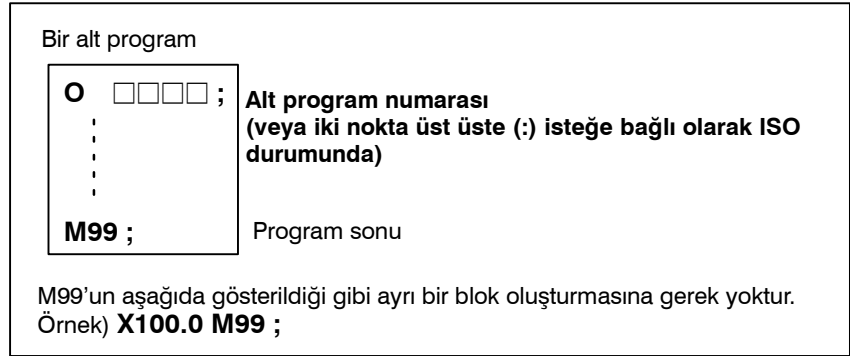 Bir alt program
O □□□□ ;
Alt program numarası
(veya iki nokta üst üste (:) isteğe bağlı olarak ISO
durumunda)
M99 ;
Program sonu
M99’un aşağıda gösterildiği gibi ayrı bir blok oluşturmasına gerek yoktur.
Örnek) X100.0 M99 ;